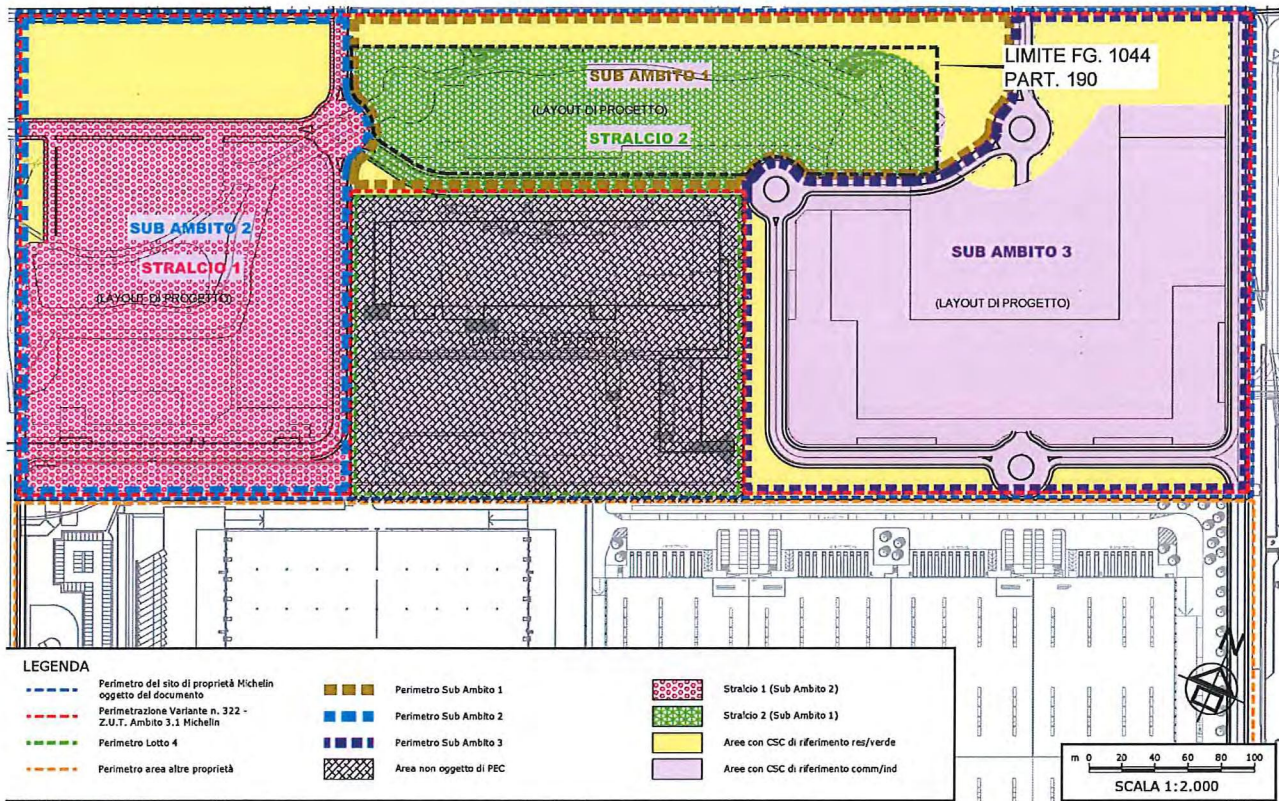 LIMITE FG. 1044
PART. 190
SUB AMBITO 1
(LAYOUT DI PROGETTO)
STRALCIO 2
SUB AMBITO 2
STRALCIO 1
(LAYOUT DI PROGETTO)
SUB AMBITO 3
(LAYOUT DI PROGETTO)
N
LEGENDA
Perimetro del sito di proprietà Michelin
oggetto del documento
Perimetrazione Variante n. 322 -
Z.U.T. Ambito 3.1 Michelin
Perimetro Lotto 4
Perimetro area altre proprietà
Perimetro Sub Ambito 1
Perimetro Sub Ambito 2
Perimetro Sub Ambito 3
Area non oggetto di PEC
Stralcio 1 (Sub Ambito 2)
Stralcio 2 (Sub Ambito 1)
Aree con CSC di riferimento res/verde
Aree con CSC di riferimento comm/ind
m 0 20 40 60 80 100
SCALA 1:2.000